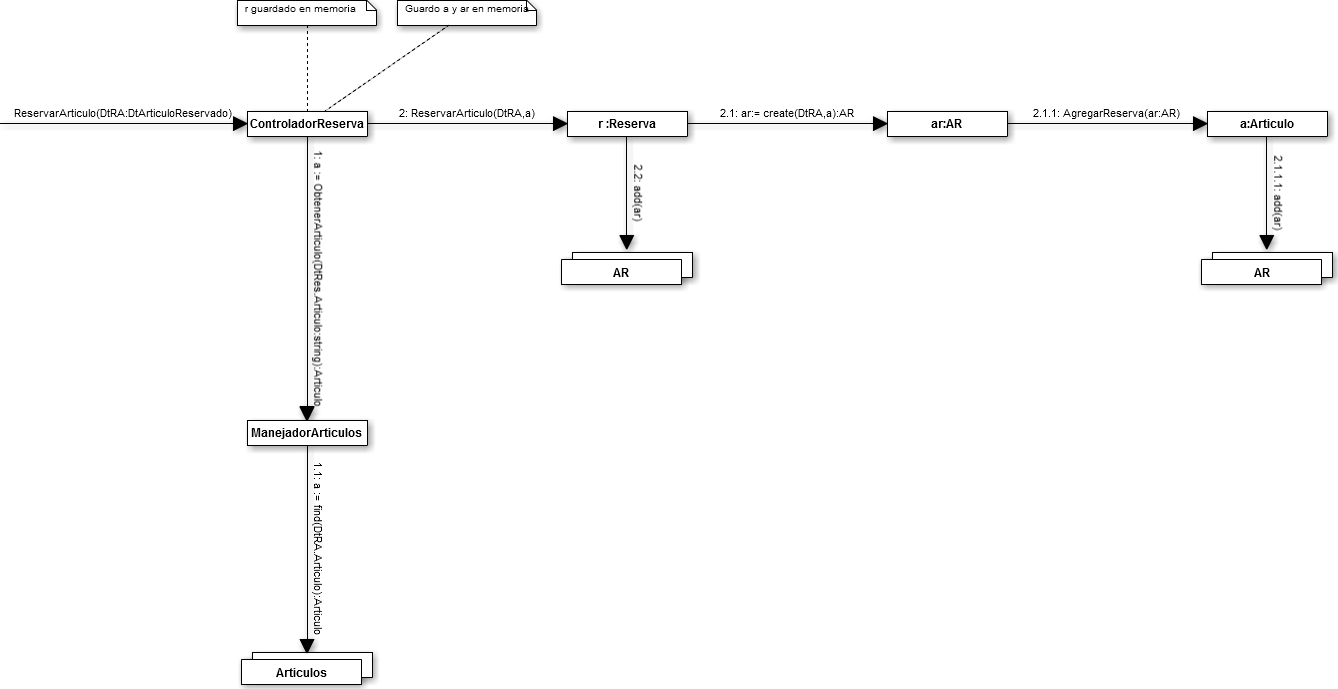 r guardado en memoria
Guardo a y ar en memoria
ReservarArticulo(DtRA:DtArticuloReservado)
ControladorReserva
2: ReservarArticulo(DtRA,a)
r :Reserva
2.1: ar:= create(DtRA,a):AR
ar:AR
2.1.1: AgregarReserva(ar:AR)
a:Articulo
1: a := ObtenerArticulo(DtRes.Articulo:string):Articulo
2.2: add(ar)
2.1.1.1: add(ar)
AR
AR
ManejadorArticulos
1.1: a := find(DtRA.Articulo):Articulo
Articulos